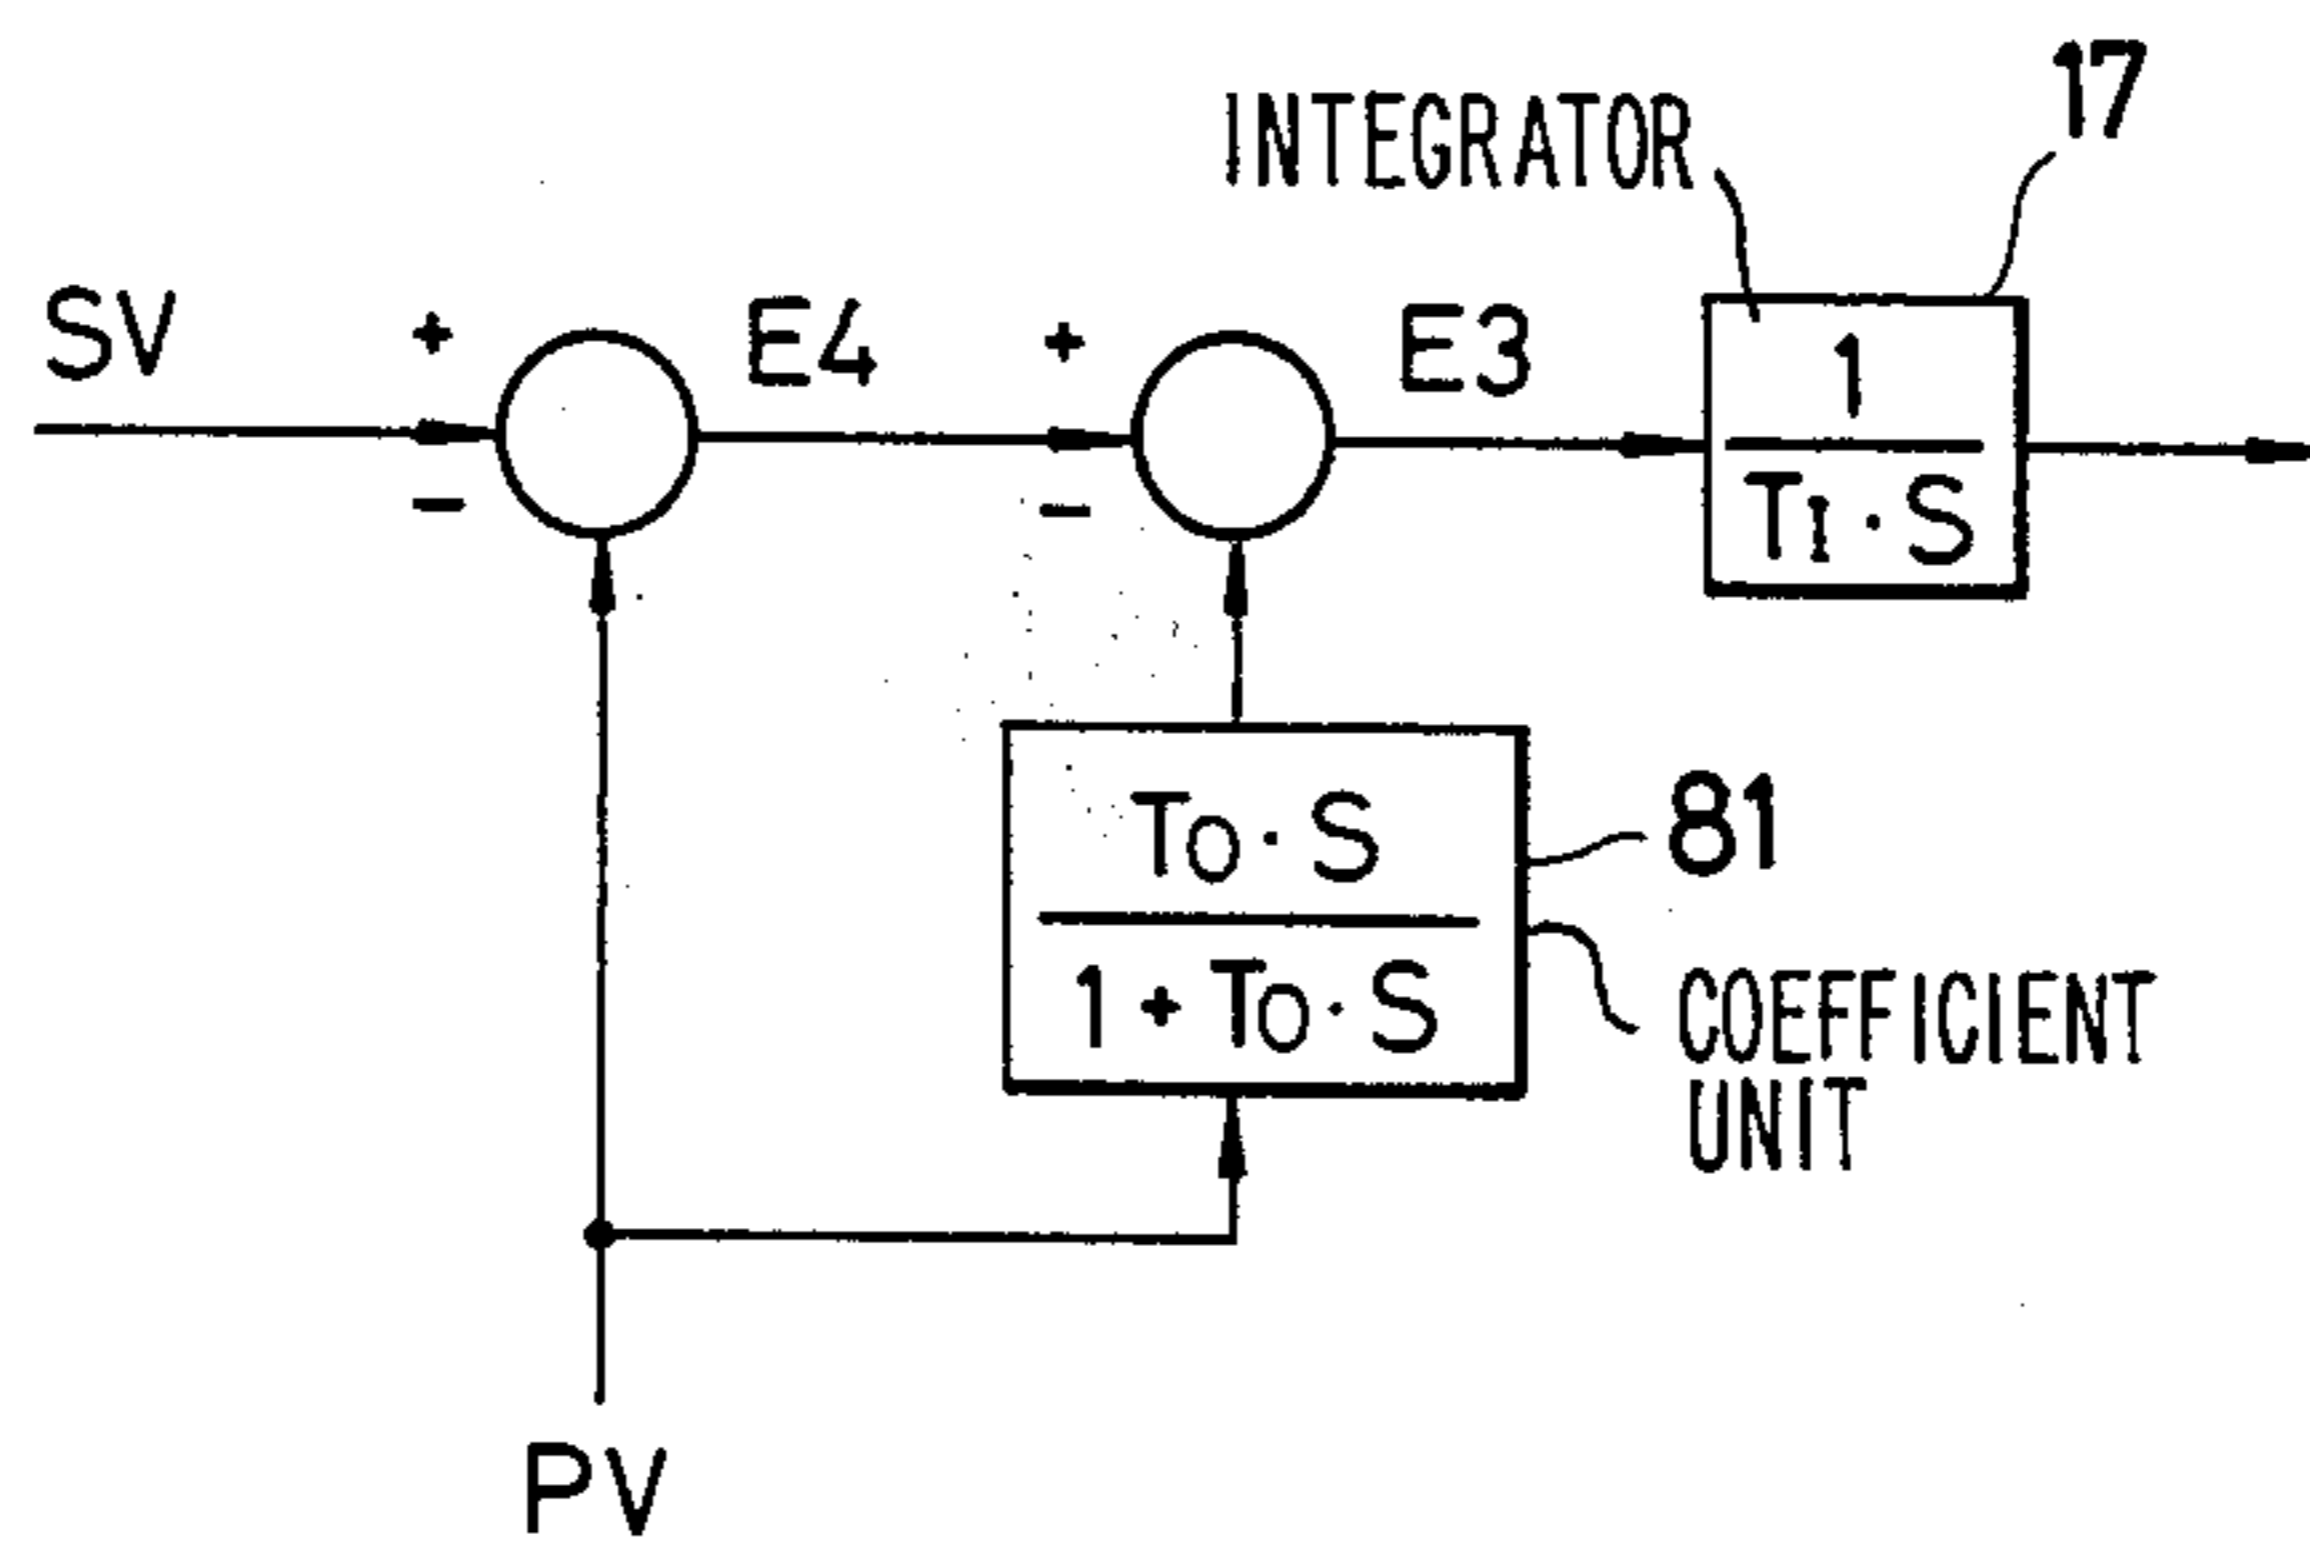 INTEGRATOR
17
SV
+
E4
+
E3
1
Ti·S
−
−
To·S
1+To·S
81
COEFFICIENT
UNIT
PV